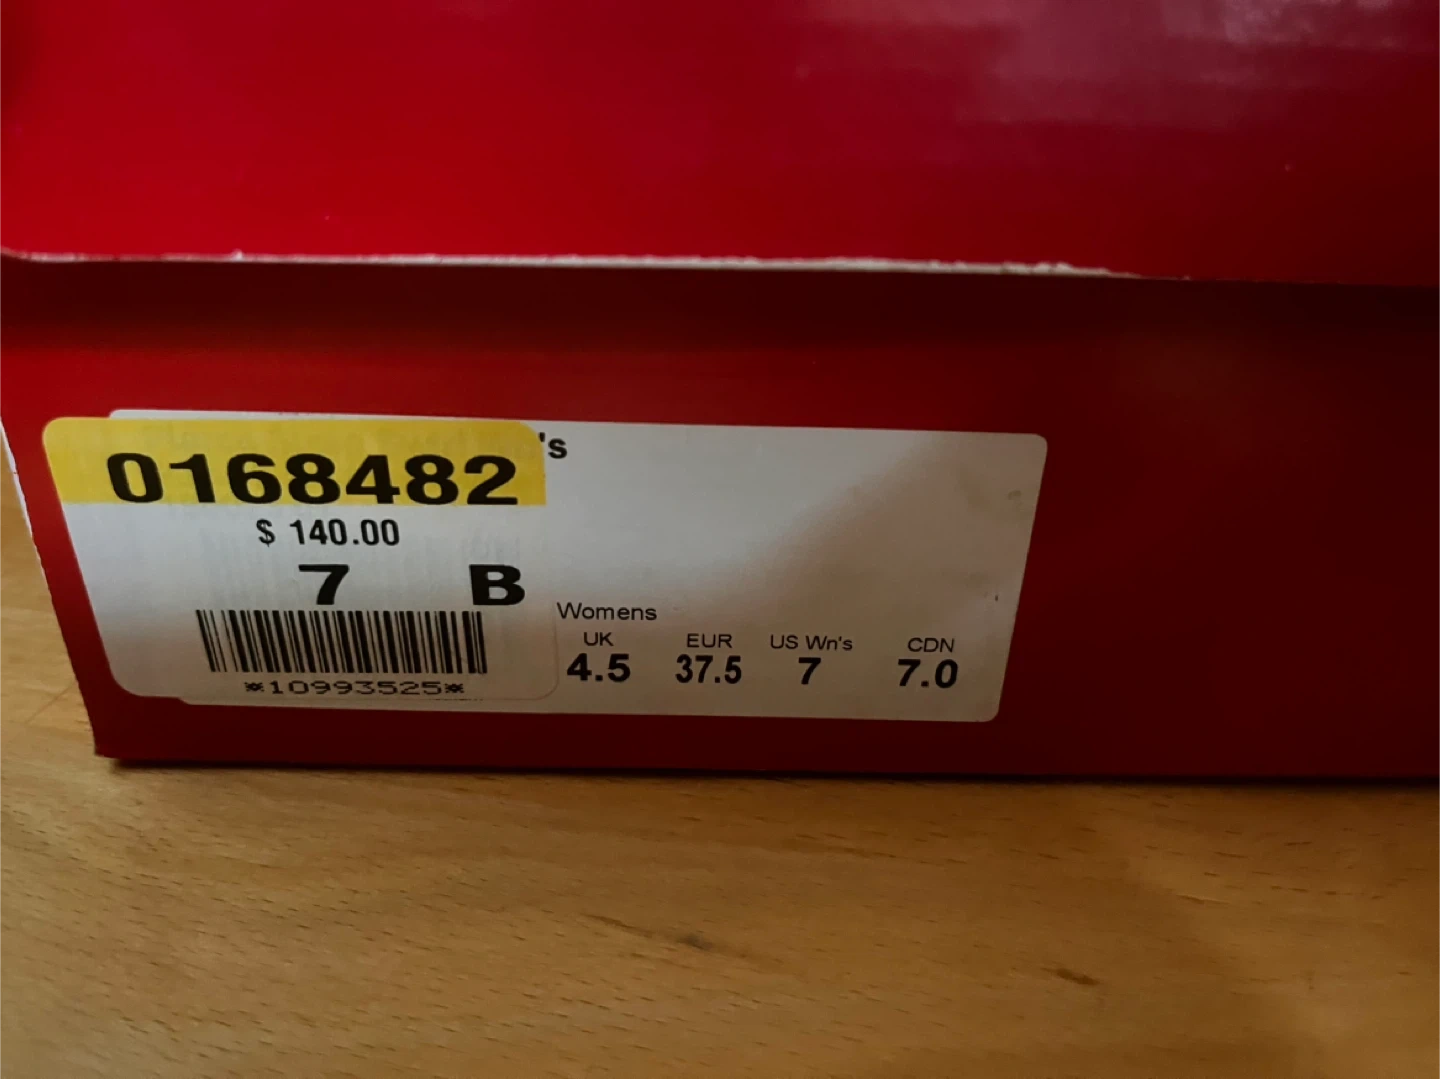 's
0168482
$ 140.00
7 B
*10993525*
Womens
UK EUR US Wn's CDN
4.5 37.5 7 7.0